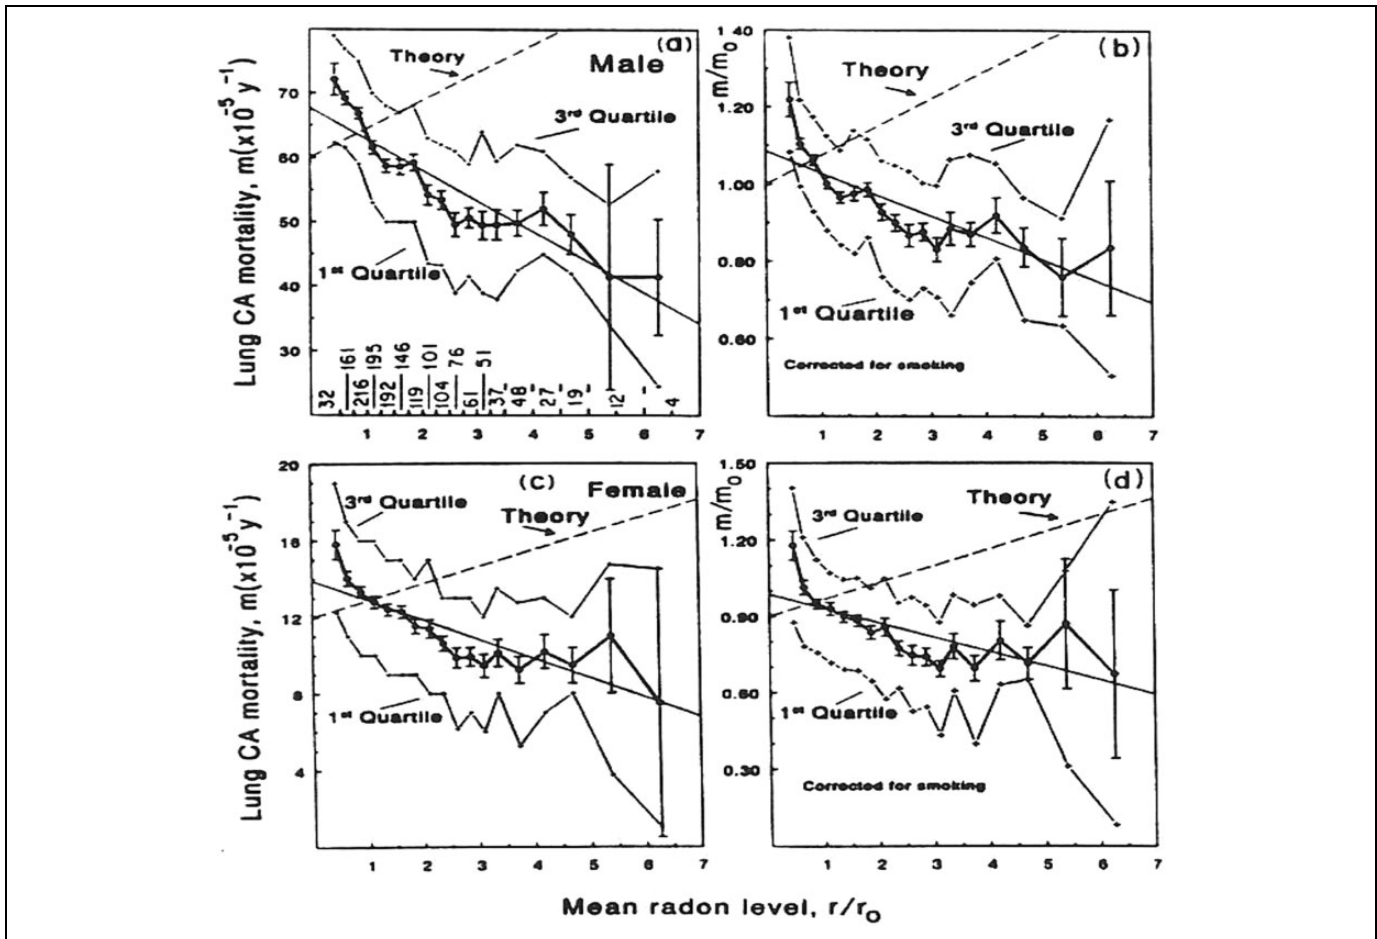 (a)
Male
Theory
3rd Quartile
1st Quartile
Lung CA mortality, m(x10-5 y-1)
70
60
50
40
30
32 161 216 195 192 146 119 101 104 76 61 51 37 48 27 19 12 4
1 2 3 4 5 6 7
(b)
m/mo
Theory
3rd Quartile
1st Quartile
Corrected for smoking
1.40
1.20
1.00
0.80
0.60
1 2 3 4 5 6 7
(c)
Female
3rd Quartile
Theory
1st Quartile
Lung CA mortality, m(x10-5 y-1)
20
16
12
8
4
1 2 3 4 5 6 7
(d)
m/mo
Theory
3rd Quartile
1st Quartile
Corrected for smoking
1.50
1.20
0.90
0.60
0.30
1 2 3 4 5 6 7
Mean radon level, r/ro